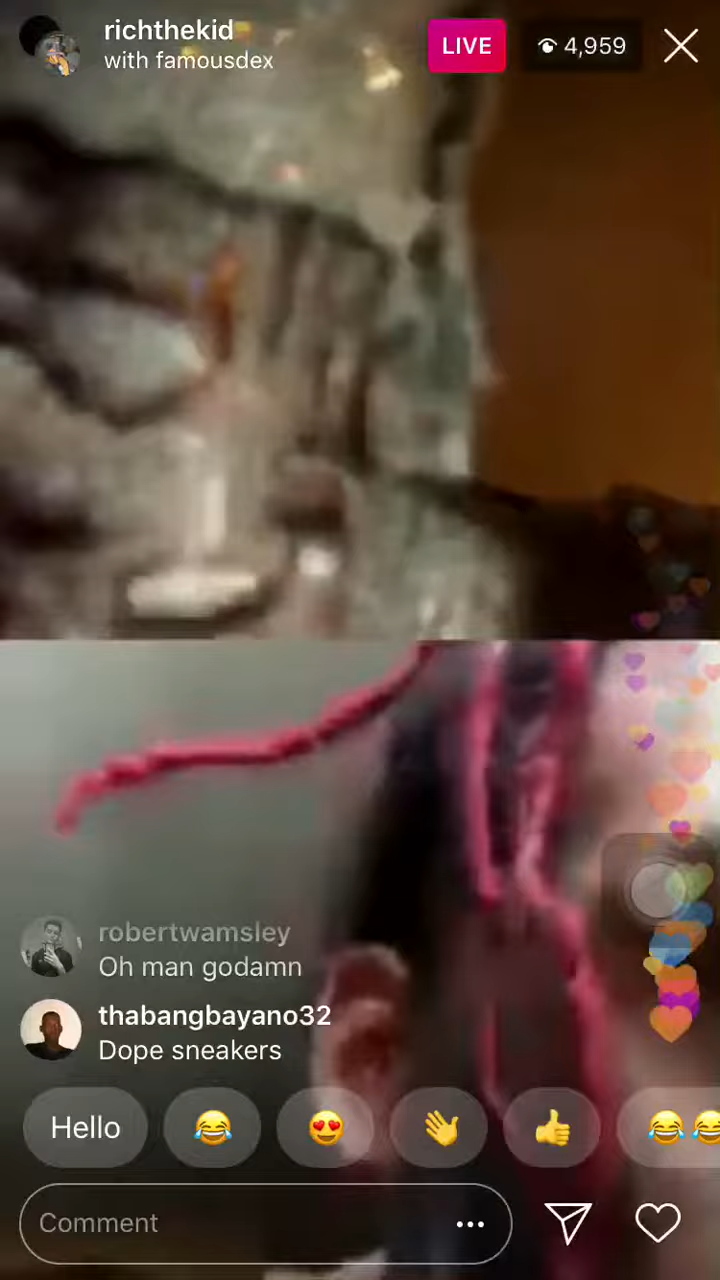 richthekid
with famousdex
LIVE
4,959
robertwamsley
Oh man godamn
thabangbayano32
Dope sneakers
Hello
Comment